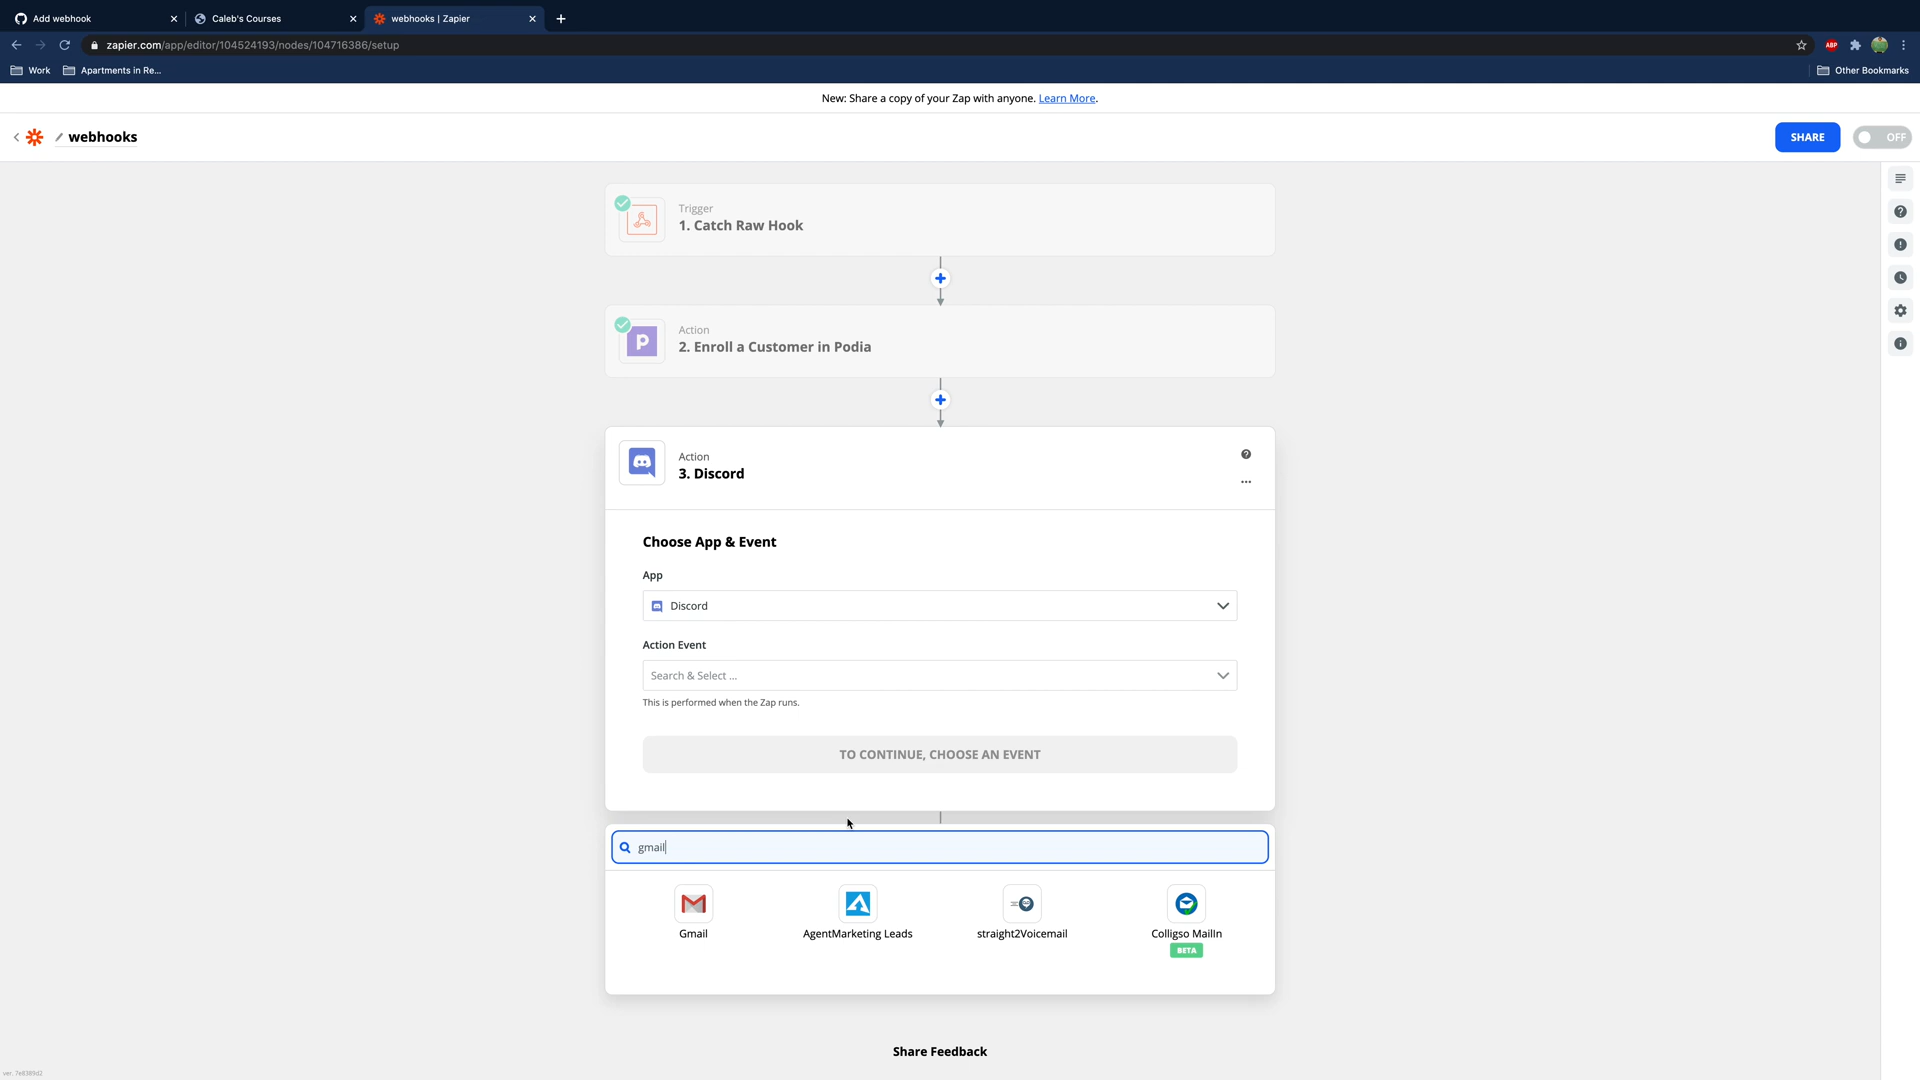 Add webhook
Caleb's Courses
webhooks | Zapier
zapier.com/app/editor/104524193/nodes/104716386/setup
ABP
Work
Apartments in Re...
Other Bookmarks
New: Share a copy of your Zap with anyone. Learn More.
webhooks
SHARE
OFF
Trigger
1. Catch Raw Hook
Action
2. Enroll a Customer in Podia
Action
3. Discord
Choose App & Event
App
Discord
Action Event
Search & Select ...
This is performed when the Zap runs.
TO CONTINUE, CHOOSE AN EVENT
gmail
Gmail
AgentMarketing Leads
straight2Voicemail
Colligso MailIn
BETA
Share Feedback
ver. 7e8389d2